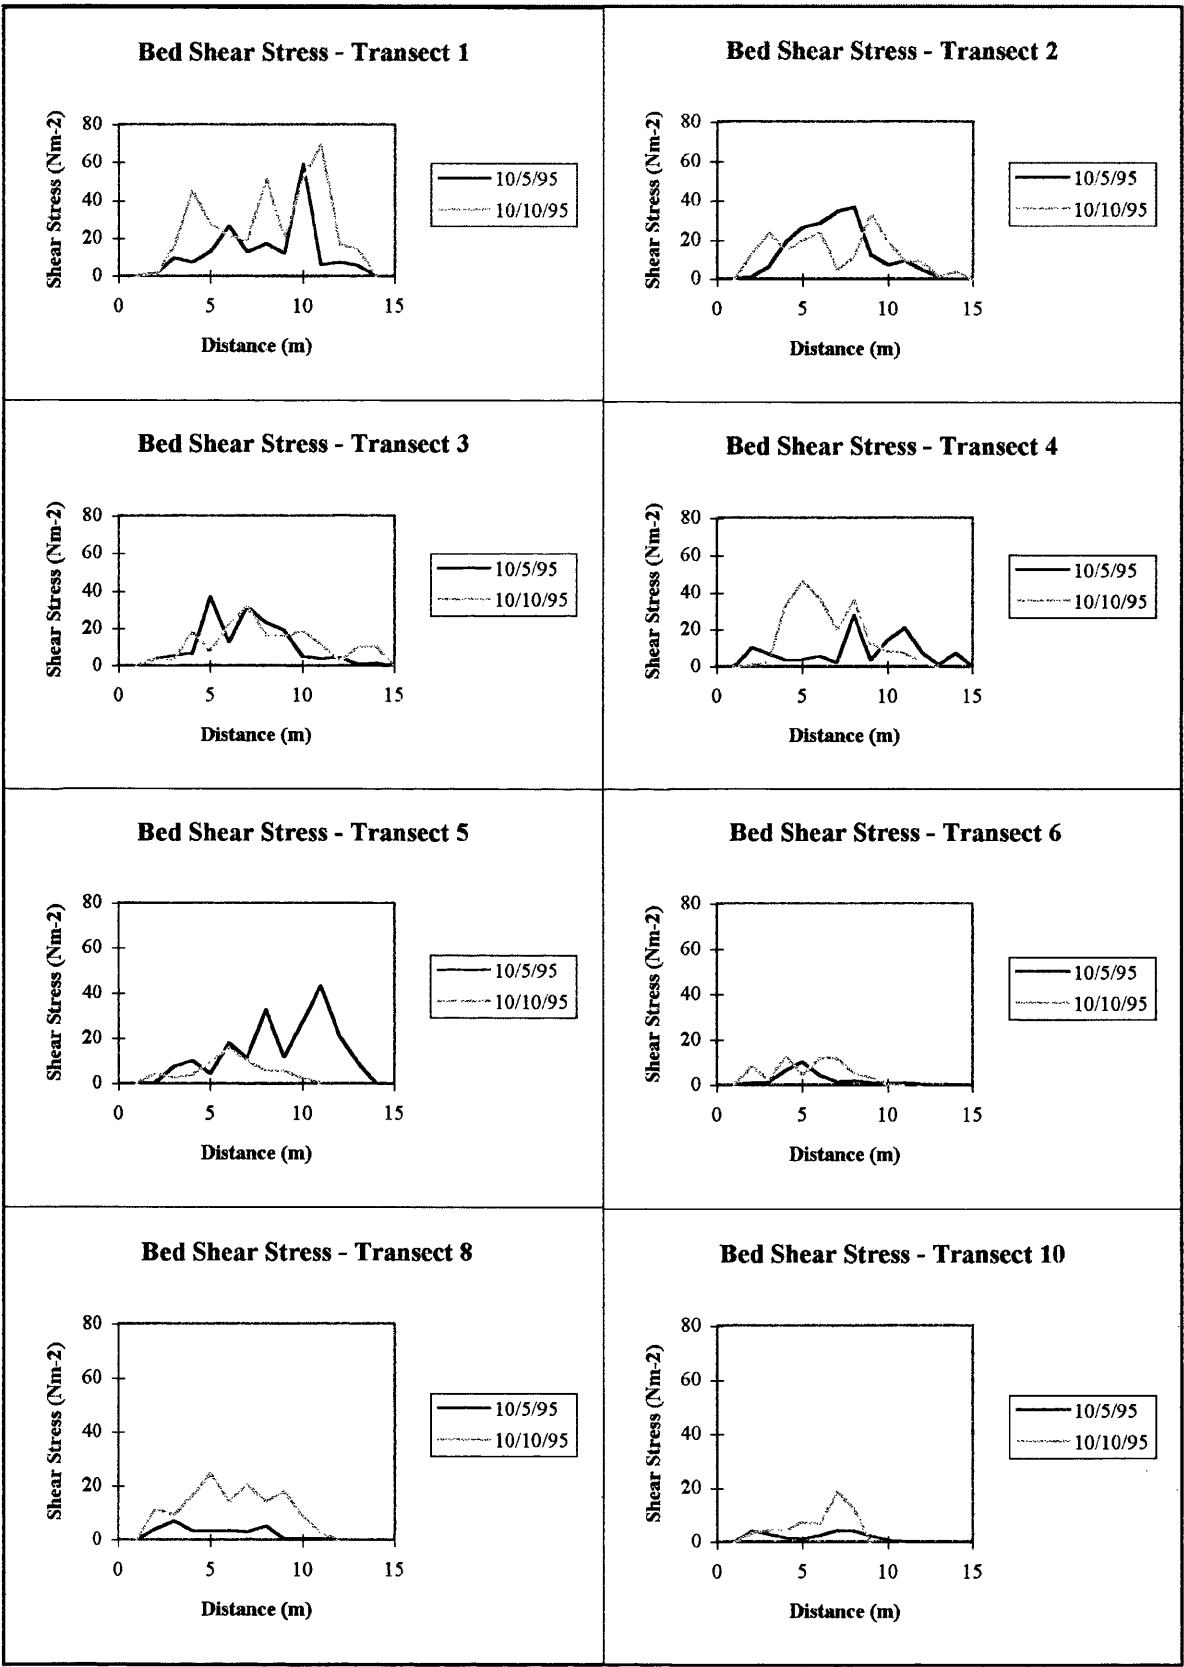 Bed Shear Stress - Transect 1
Shear Stress (Nm-2)
80
60
40
20
0
0 5 10 15
Distance (m)
10/5/95
10/10/95
Bed Shear Stress - Transect 2
Shear Stress (Nm-2)
80
60
40
20
0
0 5 10 15
Distance (m)
10/5/95
10/10/95
Bed Shear Stress - Transect 3
Shear Stress (Nm-2)
80
60
40
20
0
0 5 10 15
Distance (m)
10/5/95
10/10/95
Bed Shear Stress - Transect 4
Shear Stress (Nm-2)
80
60
40
20
0
0 5 10 15
Distance (m)
10/5/95
10/10/95
Bed Shear Stress - Transect 5
Shear Stress (Nm-2)
80
60
40
20
0
0 5 10 15
Distance (m)
10/5/95
10/10/95
Bed Shear Stress - Transect 6
Shear Stress (Nm-2)
80
60
40
20
0
0 5 10 15
Distance (m)
10/5/95
10/10/95
Bed Shear Stress - Transect 8
Shear Stress (Nm-2)
80
60
40
20
0
0 5 10 15
Distance (m)
10/5/95
10/10/95
Bed Shear Stress - Transect 10
Shear Stress (Nm-2)
80
60
40
20
0
0 5 10 15
Distance (m)
10/5/95
10/10/95